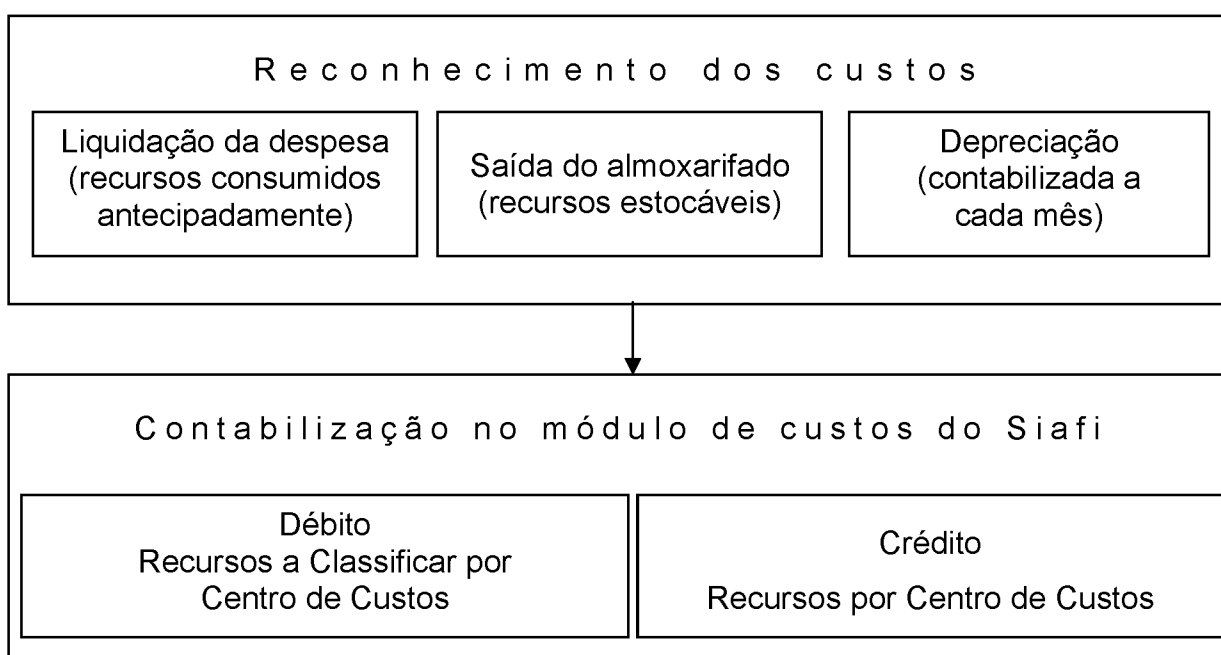 Reconhecimento dos custos
Liquidação da despesa
(recursos consumidos
antecipadamente)
Saída do almoxarifado
(recursos estocáveis)
Depreciação
(contabilizada a
cada mês)
Contabilização no módulo de custos do Siafi
Débito
Recursos a Classificar por
Centro de Custos
Crédito
Recursos por Centro de Custos